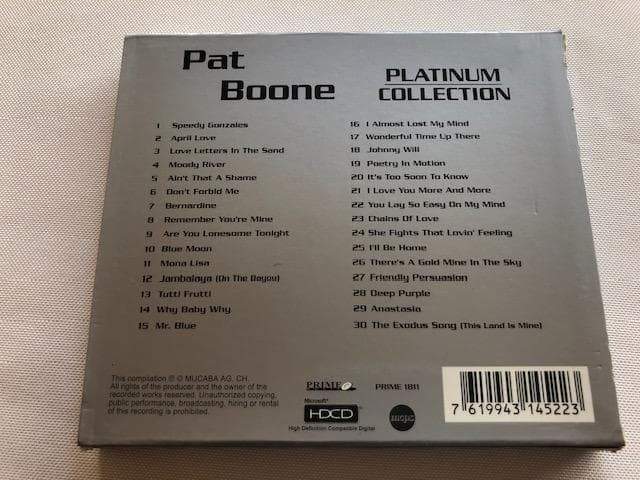 Pat
Boone
PLATINUM
COLLECTION
1 Speedy Gonzales
2 April Love
3 Love Letters In The Sand
4 Moody River
5 Ain't That A Shame
6 Don't Forbid Me
7 Bernardine
8 Remember You're Mine
9 Are You Lonesome Tonight
10 Blue Moon
11 Mona Lisa
12 Jambalaya (On The Bayou)
13 Tutti Frutti
14 Why Baby Why
15 Mr. Blue
16 I Almost Lost My Mind
17 Wonderful Time Up There
18 Johnny Will
19 Poetry In Motion
20 It's Too Soon To Know
21 I Love You More And More
22 You Lay So Easy On My Mind
23 Chains Of Love
24 She Fights That Lovin' Feeling
25 I'll Be Home
26 There's A Gold Mine In The Sky
27 Friendly Persuasion
28 Deep Purple
29 Anastasia
30 The Exodus Song (This Land Is Mine)
This compilation ℗ © MUCABA AG, CH.
All rights of the producer and the owner of the
recorded works reserved. Unauthorized copying,
public performance, broadcasting, hiring or rental
of this recording is prohibited.
PRIME
PRIME 1811
Microsoft®
HDCD
High Definition Compatible Digital
7 619943 145223